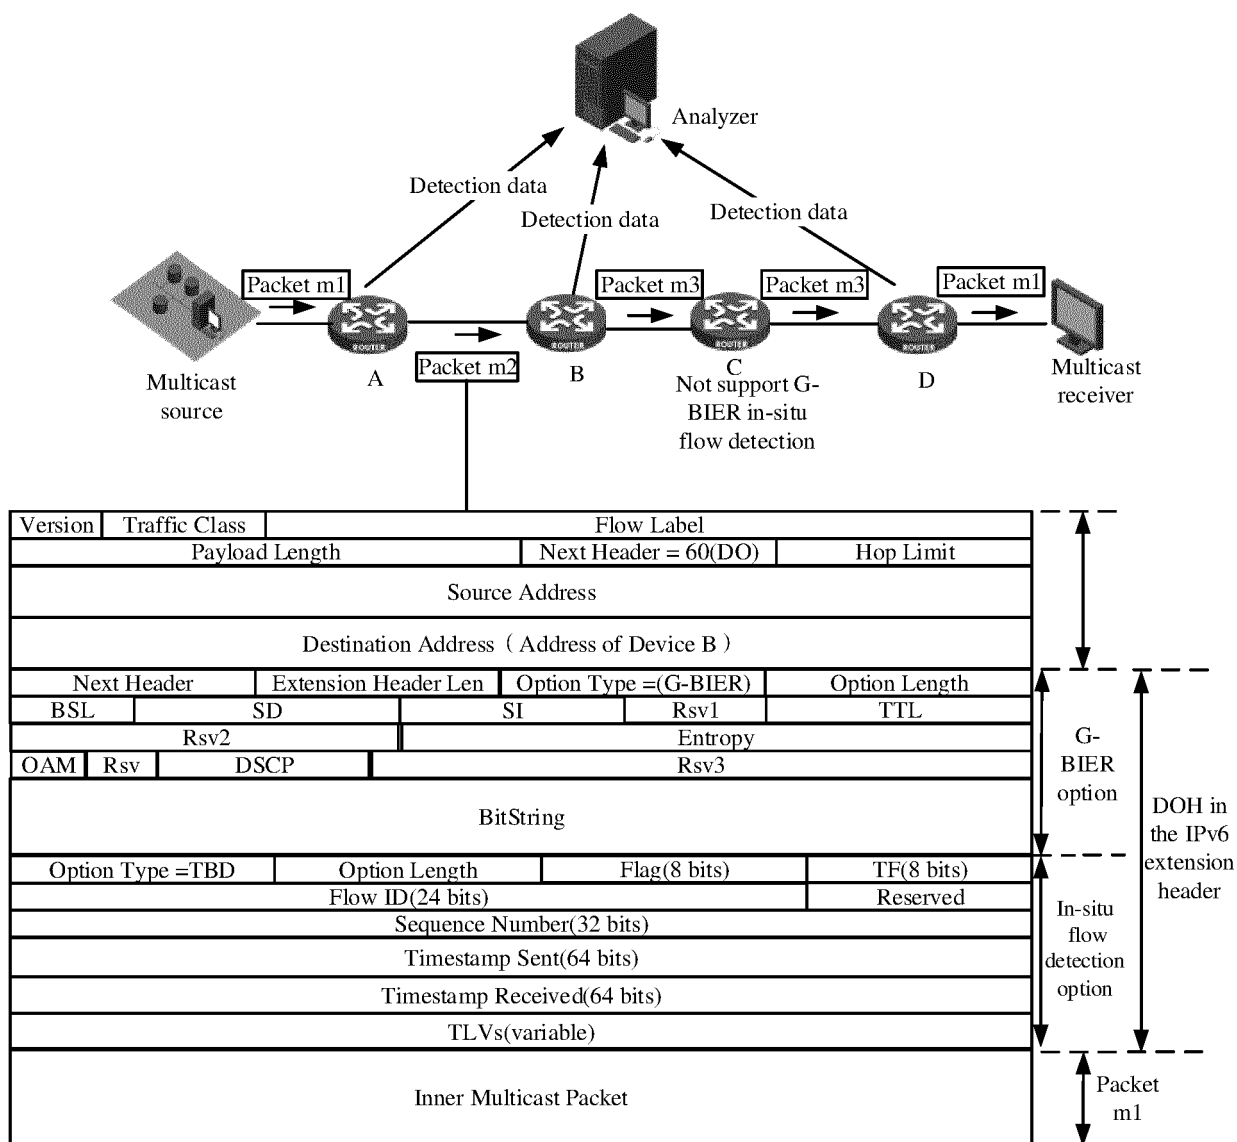 Analyzer
Detection data
Detection data
Detection data
Packet m1
Packet m3
Packet m3
Packet m1
ROUTER
ROUTER
ROUTER
ROUTER
Packet m2
Multicast
source
A
B
C
Not support G-
BIER in-situ
flow detection
D
Multicast
receiver
Version Traffic Class Flow Label
Payload Length Next Header = 60(DO) Hop Limit
Source Address
Destination Address ( Address of Device B )
Next Header Extension Header Len Option Type =(G-BIER) Option Length
BSL SD SI Rsv1 TTL
Rsv2 Entropy
OAM Rsv DSCP Rsv3
BitString
G-
BIER
option
Option Type =TBD Option Length Flag(8 bits) TF(8 bits)
Flow ID(24 bits) Reserved
Sequence Number(32 bits)
Timestamp Sent(64 bits)
Timestamp Received(64 bits)
TLVs(variable)
In-situ
flow
detection
option
DOH in
the IPv6
extension
header
Inner Multicast Packet
Packet
m1